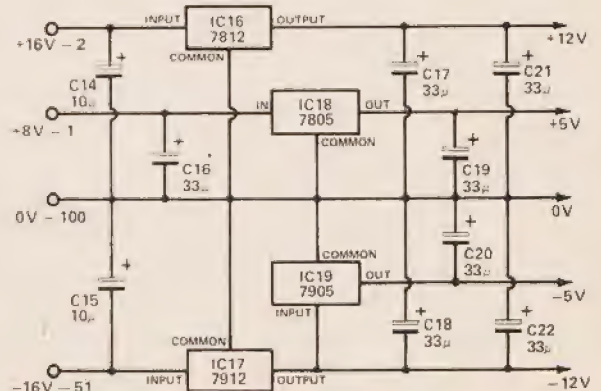 INPUT
IC16
7812
OUTPUT
+16V – 2
+12V
COMMON
+
C14
10µ
+
C17
33µ
+
C21
33µ
IN
IC18
7805
OUT
+8V – 1
+5V
COMMON
+
C16
33µ
+
C19
33µ
0V – 100
0V
COMMON
+
C20
33µ
+
C15
10µ
IC19
7905
OUT
–5V
INPUT
+
C18
33µ
+
C22
33µ
COMMON
–16V – 51
INPUT
IC17
7912
OUTPUT
–12V